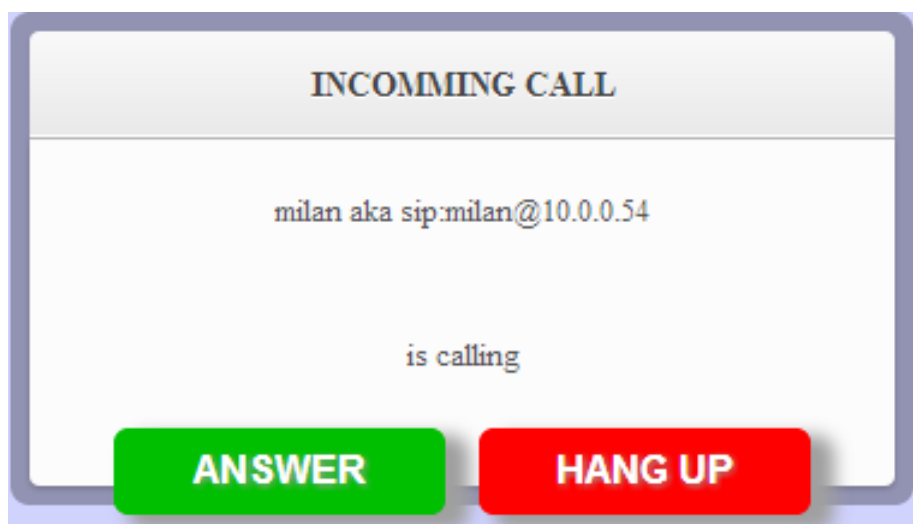 INCOMMING CALL
milan aka sip:milan@10.0.0.54
is calling
ANSWER HANG UP